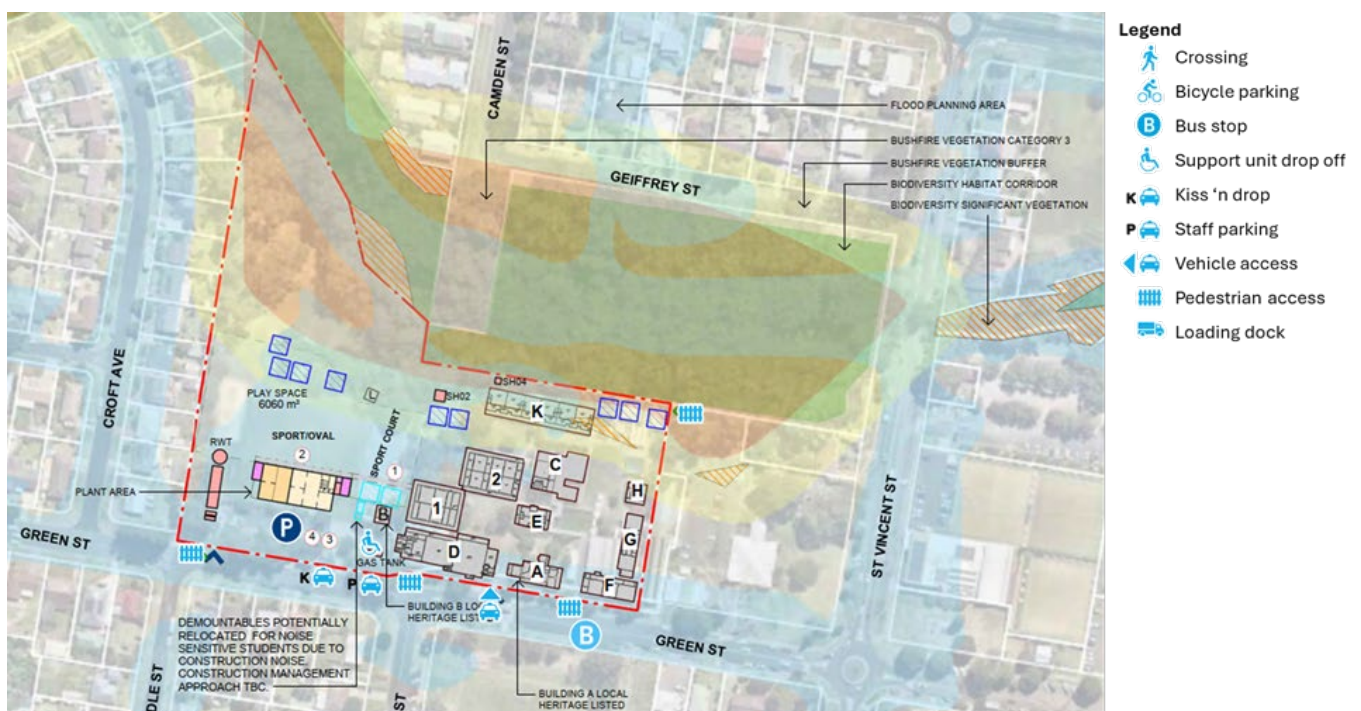 CAMDEN ST
FLOOD PLANNING AREA
BUSHFIRE VEGETATION CATEGORY 3
BUSHFIRE VEGETATION BUFFER
GEIFFREY ST
BIODIVERSITY HABITAT CORRIDOR
BIODIVERSITY SIGNIFICANT VEGETATION
CROFT AVE
PLAY SPACE
6060 m²
C
SH02
SH04
K
SPORT/OVAL
2
SPORT COURT
1
RWT
PLANT AREA
2
C
1
E
H
G
B
D
A
F
P
4
3
GREEN ST
GAS TANK
K
P
BUILDING B LOC
HERITAGE LIST
B
GREEN ST
ST VINCENT ST
DEMOUNTABLES POTENTIALLY
RELOCATED FOR NOISE
SENSITIVE STUDENTS DUE TO
CONSTRUCTION NOISE.
CONSTRUCTION MANAGEMENT
APPROACH TBC.
BUILDING A LOCAL
HERITAGE LISTED
DLE ST
ST
Legend
Crossing
Bicycle parking
B Bus stop
Support unit drop off
K Kiss ‘n drop
P Staff parking
Vehicle access
Pedestrian access
Loading dock